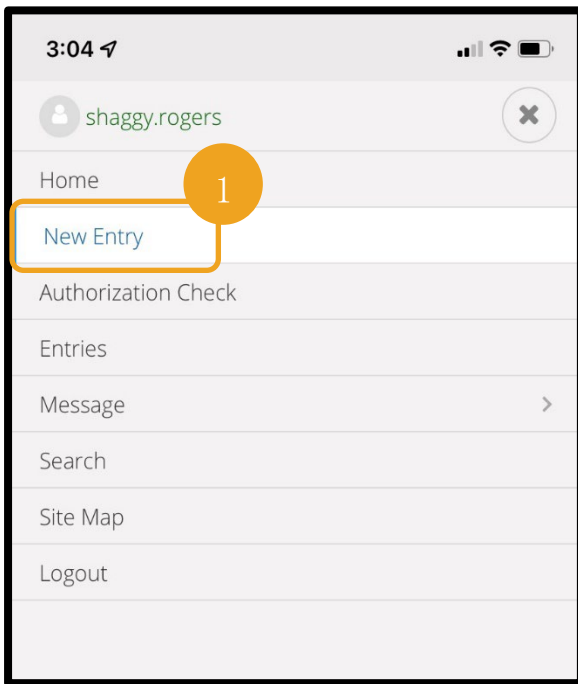 3:04
shaggy.rogers
Home
1
New Entry
Authorization Check
Entries
Message
Search
Site Map
Logout